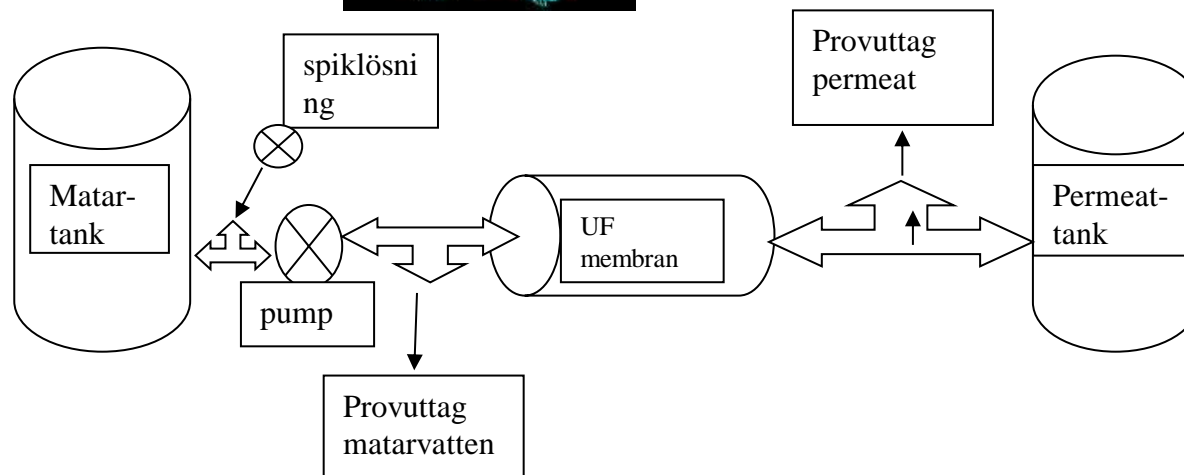 spiklösni
ng
Provuttag
permeat
Matar-
tank
UF
membran
Permeat-
tank
pump
Provuttag
matarvatten